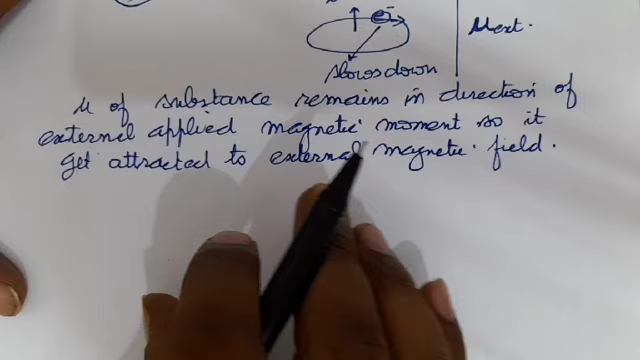 e⁻
μext.
slows down
μ of substance remains in direction of
external applied magnetic moment so it
get attracted to external magnetic field.